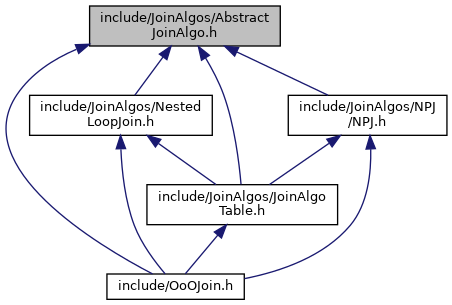 include/JoinAlgos/Abstract
JoinAlgo.h
include/JoinAlgos/Nested
LoopJoin.h
include/JoinAlgos/NPJ
/NPJ.h
include/JoinAlgos/JoinAlgo
Table.h
include/OoOJoin.h